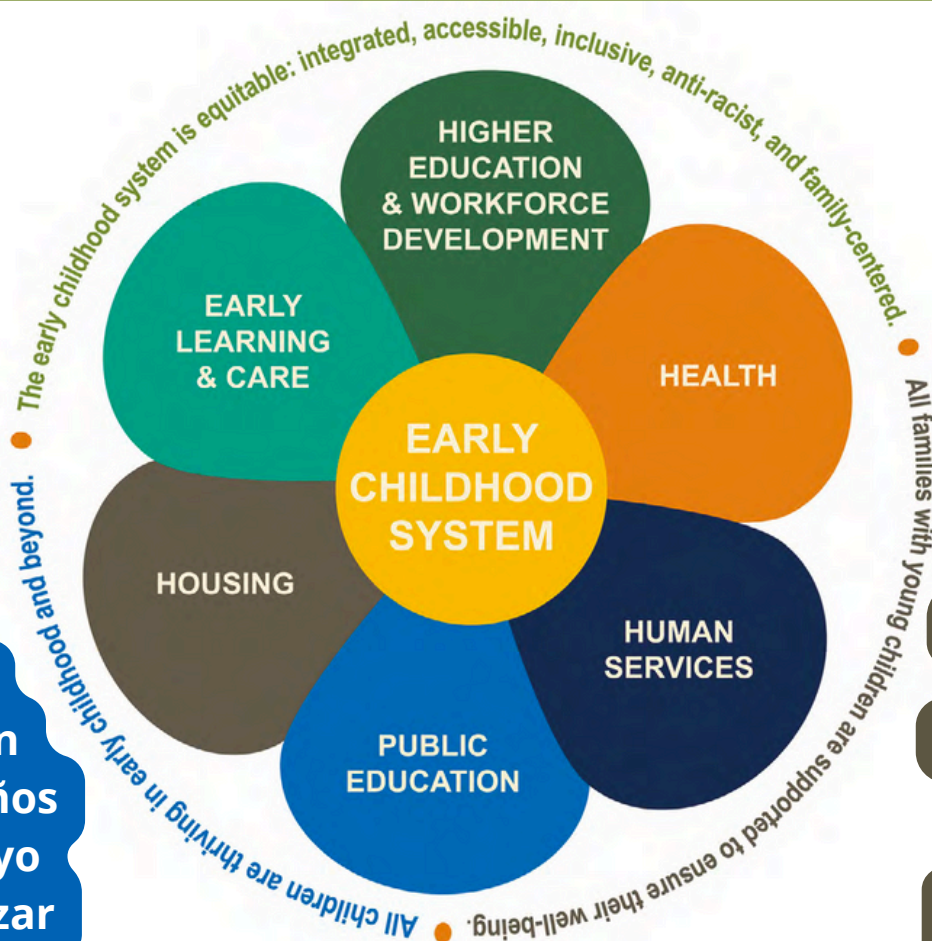 The early childhood system is equitable: integrated, accessible, inclusive, anti-racist, and family-centered.
All families with young children are supported to ensure their well-being.
All children are thriving in early childhood and beyond.
HIGHER
EDUCATION
& WORKFORCE
DEVELOPMENT
EARLY
LEARNING
& CARE
HEALTH
EARLY
CHILDHOOD
SYSTEM
HOUSING
HUMAN
SERVICES
PUBLIC
EDUCATION
n
ños
yo
zar